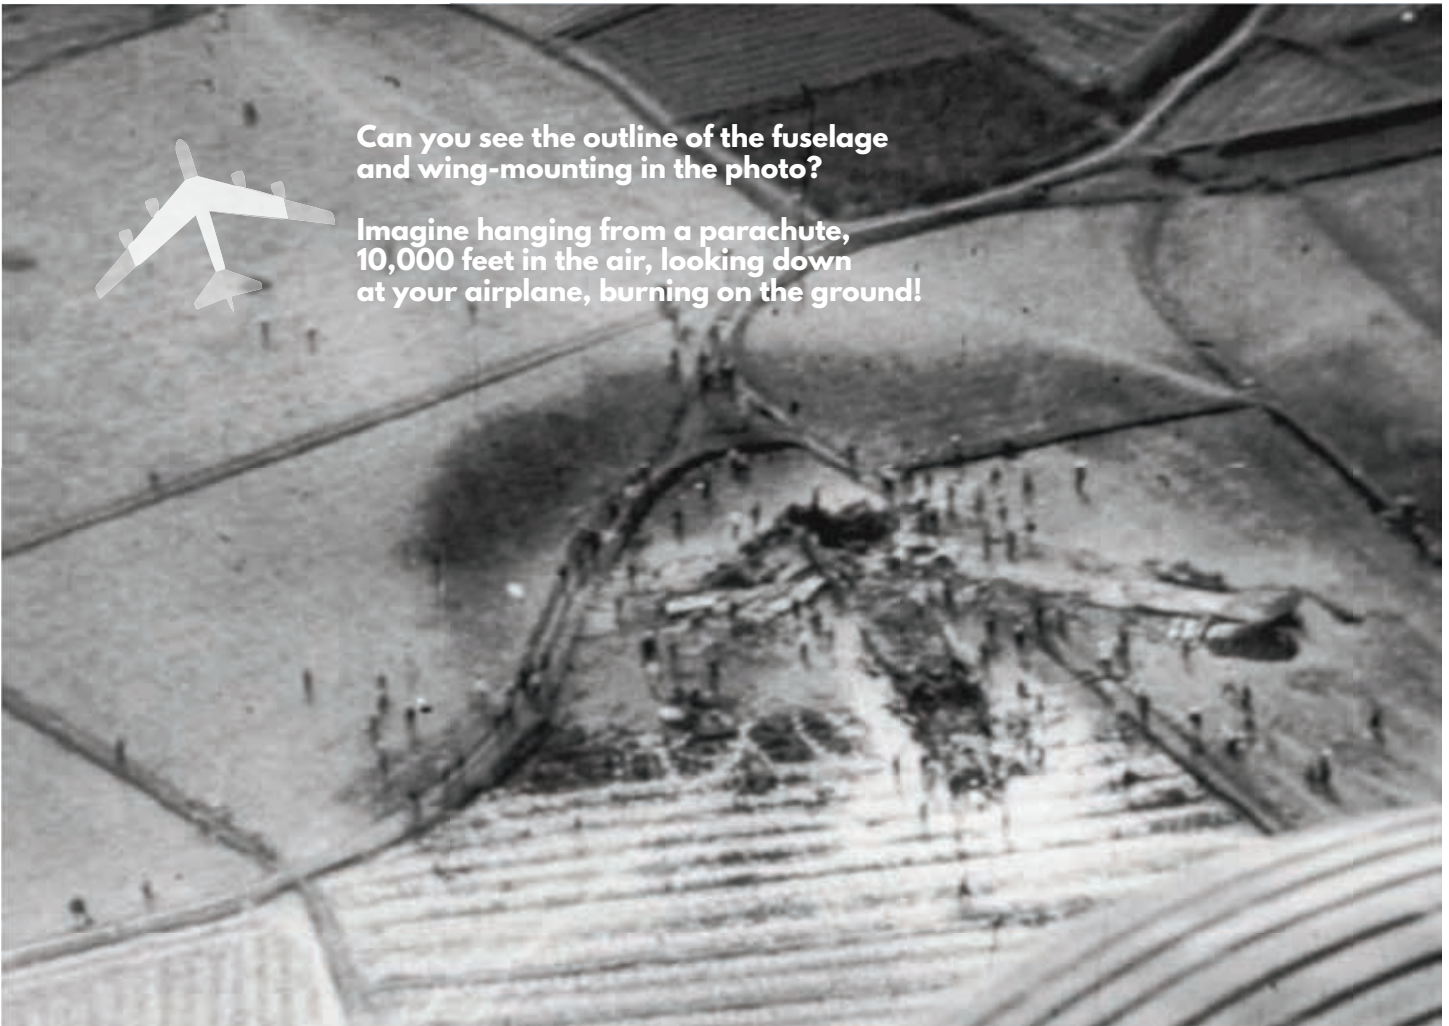 Can you see the outline of the fuselage
and wing-mounting in the photo?
Imagine hanging from a parachute,
10,000 feet in the air, looking down
at your airplane, burning on the ground!